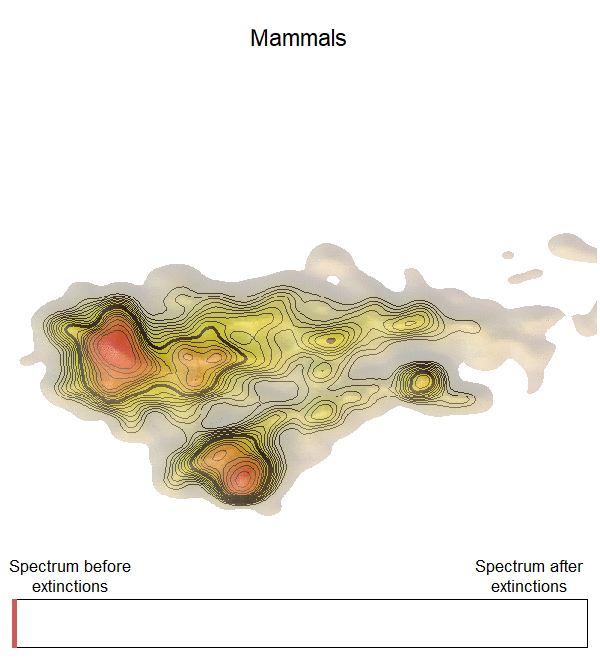 Mammals
Spectrum before
extinctions
Spectrum after
extinctions